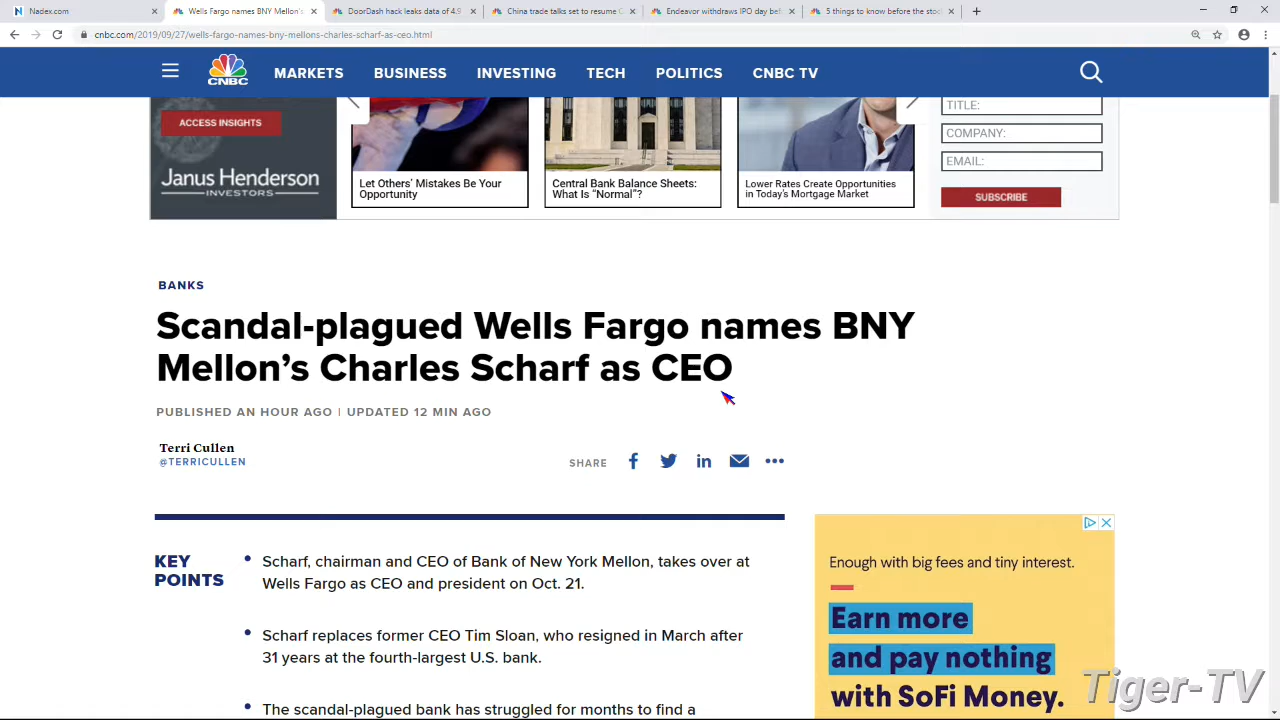 Nadex.com
Wells Fargo names BNY Mellon's
DoorDash hack leaks data of 4.9
China trade talks set to resume O
Endeavor withdraws IPO day bef
5 things to know before the stoc
cnbc.com/2019/09/27/wells-fargo-names-bny-mellons-charles-scharf-as-ceo.html
CNBC
MARKETS BUSINESS INVESTING TECH POLITICS CNBC TV
ACCESS INSIGHTS
Janus Henderson
INVESTORS
Let Others' Mistakes Be Your
Opportunity
Central Bank Balance Sheets:
What Is "Normal"?
Lower Rates Create Opportunities
in Today's Mortgage Market
TITLE:
COMPANY:
EMAIL:
SUBSCRIBE
BANKS
Scandal-plagued Wells Fargo names BNY
Mellon's Charles Scharf as CEO
PUBLISHED AN HOUR AGO | UPDATED 12 MIN AGO
Terri Cullen
@TERRICULLEN
SHARE
KEY
POINTS
• Scharf, chairman and CEO of Bank of New York Mellon, takes over at
Wells Fargo as CEO and president on Oct. 21.
• Scharf replaces former CEO Tim Sloan, who resigned in March after
31 years at the fourth-largest U.S. bank.
• The scandal-plagued bank has struggled for months to find a
Enough with big fees and tiny interest.
Earn more
and pay nothing
with SoFi Money.
Tiger-TV